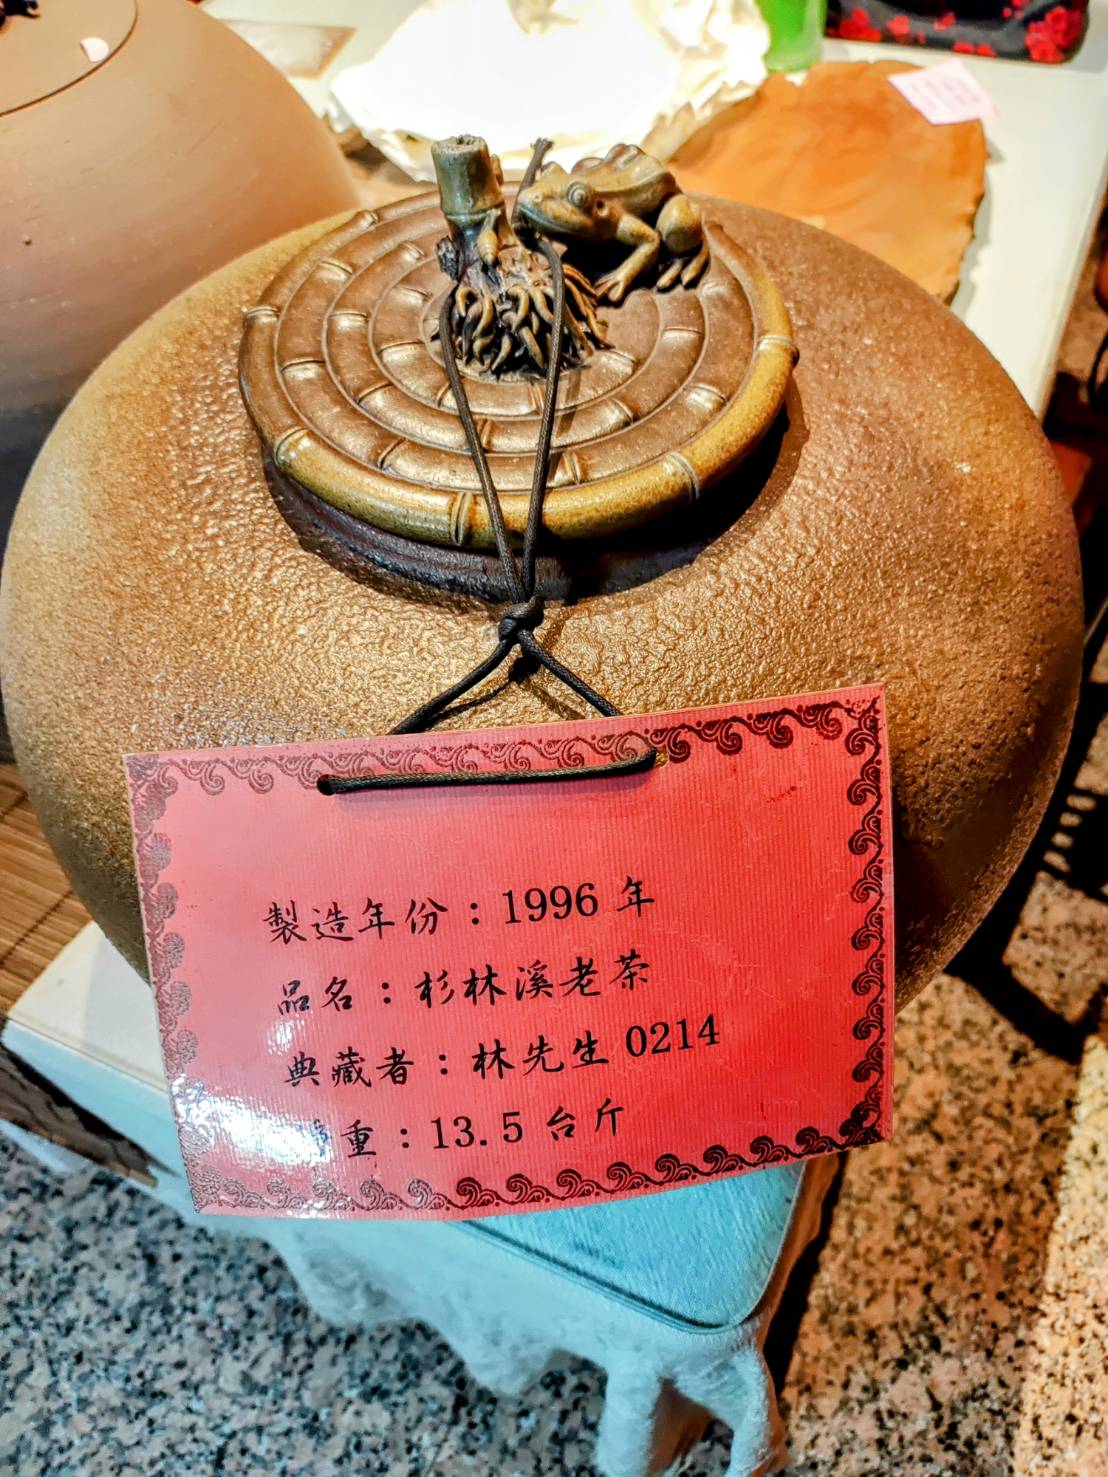 製造年份：1996 年
品名：杉林溪老茶
典藏者：林先生 0214
重：13.5 台斤